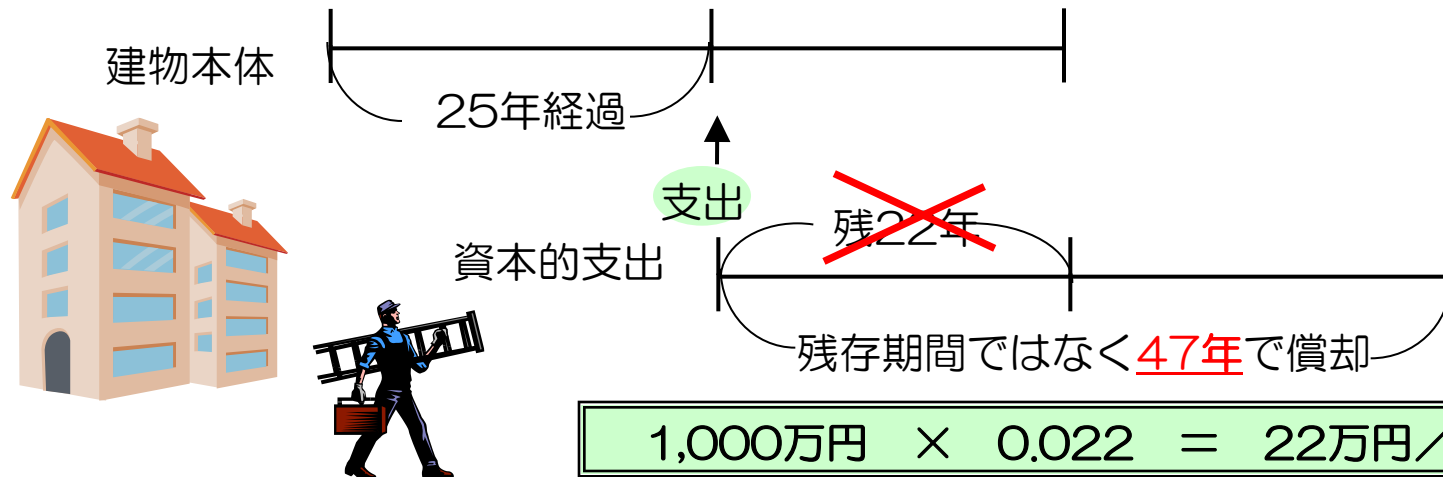 建物本体
25年経過
支出
残22年
資本的支出
残存期間ではなく47年で償却
1,000万円 × 0.022 = 22万円/